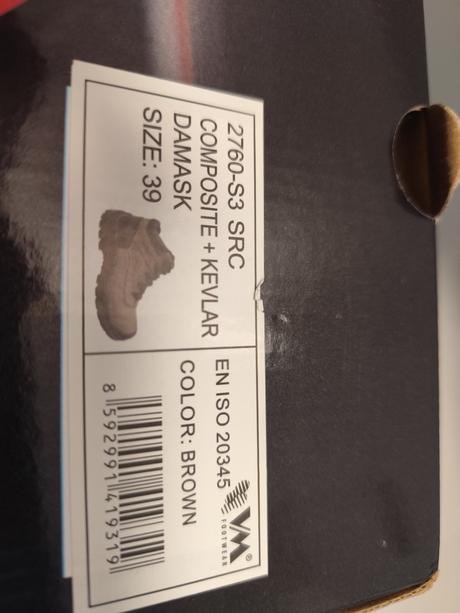 2760-S3 SRC
COMPOSITE + KEVLAR
DAMASK
SIZE: 39
EN ISO 20345
COLOR: BROWN
VM®
FOOTWEAR
8 592991 419319